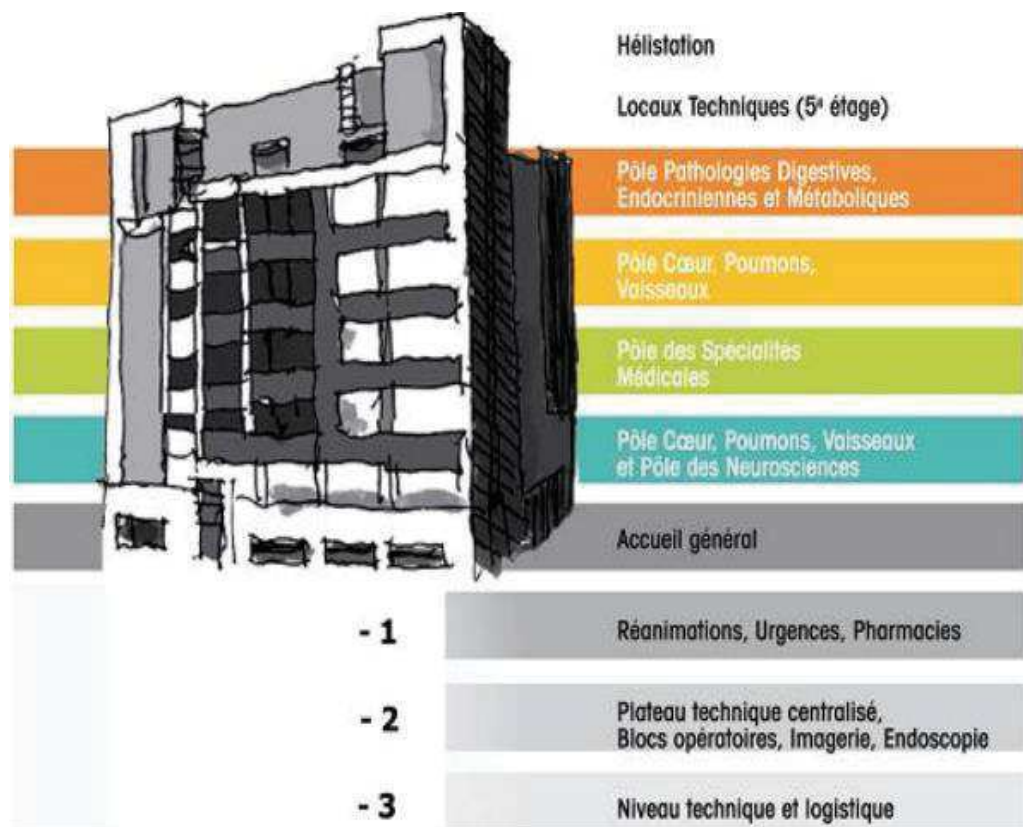 Hélistation
Locaux Techniques (5ᵉ étage)
Pôle Pathologies Digestives,
Endocriniennes et Métaboliques
Pôle Cœur, Poumons,
Vaisseaux
Pôle des Spécialités
Médicales
Pôle Cœur, Poumons, Vaisseaux
et Pôle des Neurosciences
Accueil général
- 1
Réanimations, Urgences, Pharmacies
- 2
Plateau technique centralisé,
Blocs opératoires, Imagerie, Endoscopie
- 3
Niveau technique et logistique